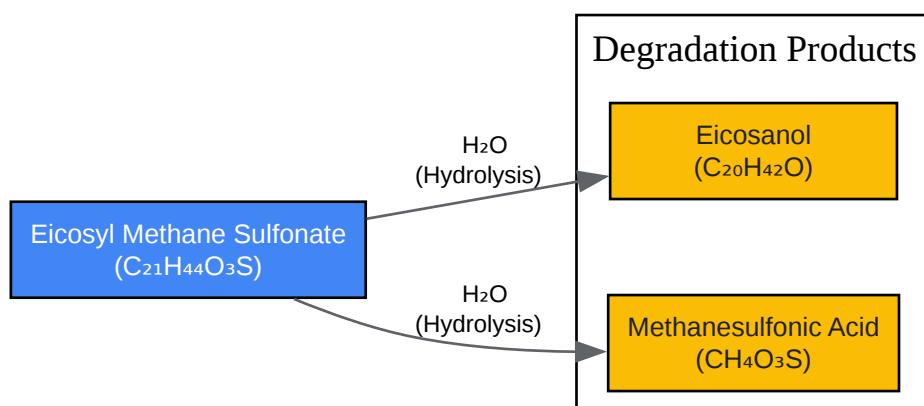 Degradation Products
H₂O
(Hydrolysis)
Eicosanol
(C₂₀H₄₂O)
Eicosyl Methane Sulfonate
(C₂₁H₄₄O₃S)
H₂O
(Hydrolysis)
Methanesulfonic Acid
(CH₄O₃S)